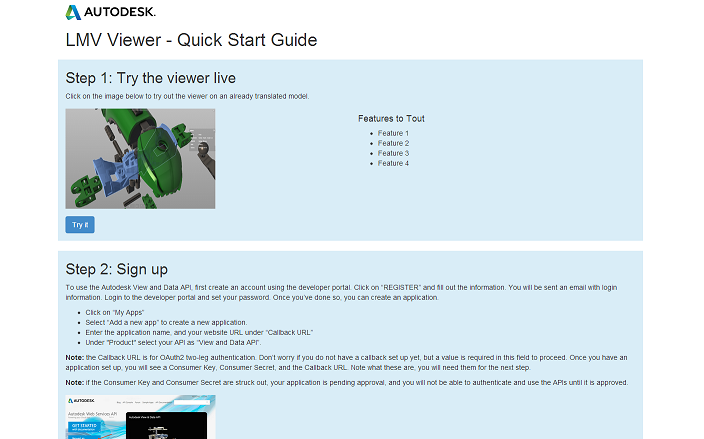 AUTODESK.
LMV Viewer - Quick Start Guide
Step 1: Try the viewer live
Click on the image below to try out the viewer on an already translated model.
Features to Tout
Feature 1
Feature 2
Feature 3
Feature 4
Try it
Step 2: Sign up
To use the Autodesk View and Data API, first create an account using the developer portal. Click on "REGISTER" and fill out the information. You will be sent an email with login
information. Login to the developer portal and set your password. Once you've done so, you can create an application.
Click on "My Apps"
Select "Add a new app" to create a new application.
Enter the application name, and your website URL under "Callback URL"
Under "Product" select your API as "View and Data API".
Note: the Callback URL is for OAuth2 two-leg authentication. Don't worry if you do not have a callback set up yet, but a value is required in this field to proceed. Once you have an
application set up, you will see a Consumer Key, Consumer Secret, and the Callback URL. Note what these are, you will need them for the next step.
Note: if the Consumer Key and Consumer Secret are struck out, your application is pending approval, and you will not be able to authenticate and use the APIs until it is approved.
AUTODESK
Autodesk Web Services API
GET STARTED